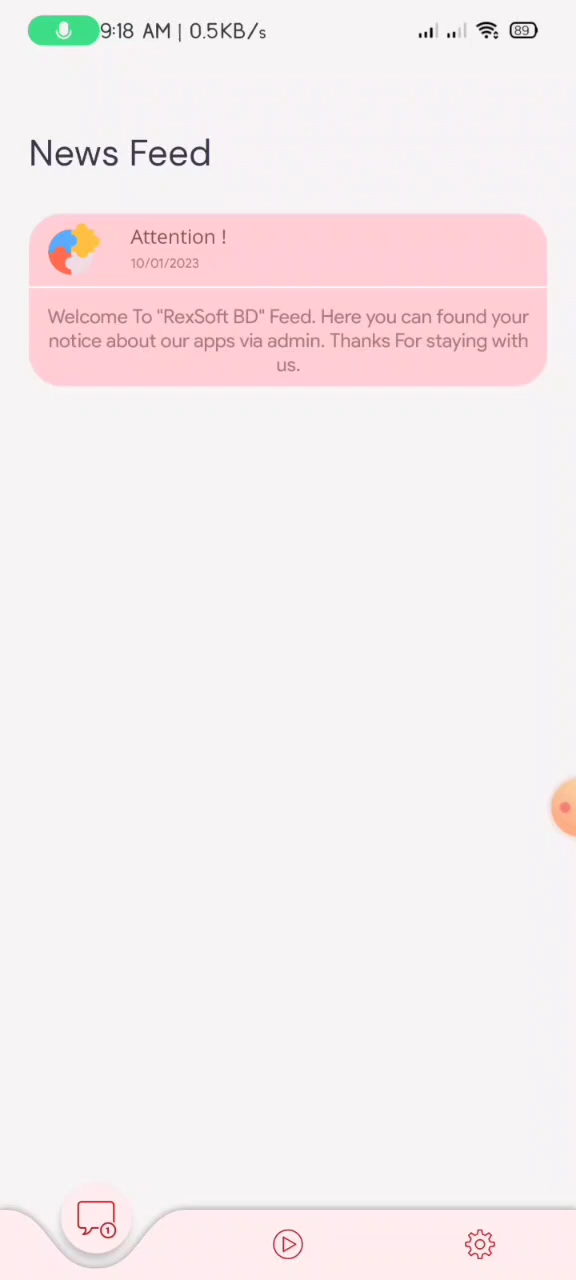 9:18 AM | 0.5KB/s 89
News Feed
Attention !
10/01/2023
Welcome To "RexSoft BD" Feed. Here you can found your
notice about our apps via admin. Thanks For staying with
us.
1